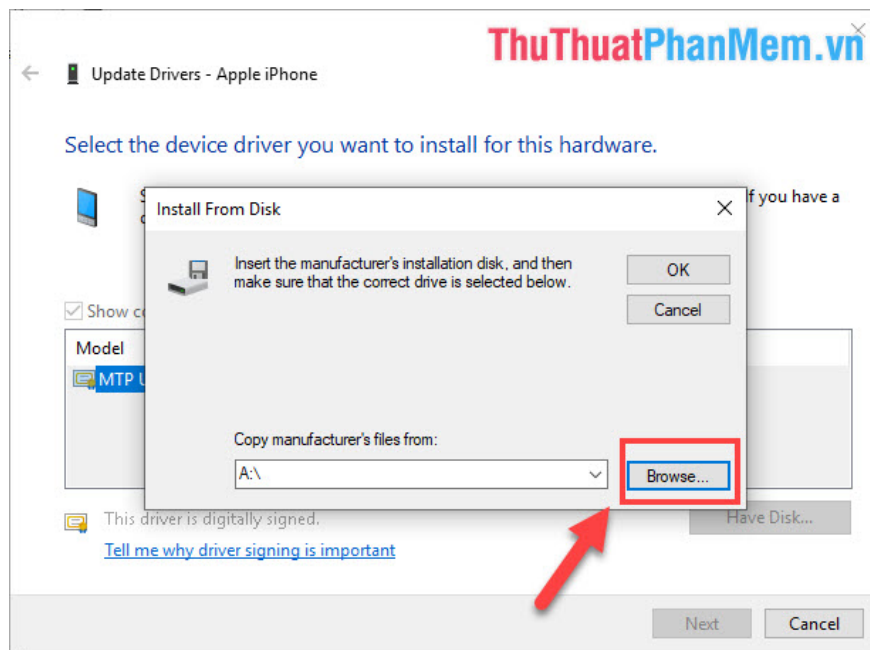 ThuThuatPhanMem.vn
Update Drivers - Apple iPhone
Select the device driver you want to install for this hardware.
If you have a
Install From Disk
Insert the manufacturer's installation disk, and then
make sure that the correct drive is selected below.
OK
Cancel
Show
Model
MTP
Copy manufacturer's files from:
A:\
Browse...
This driver is digitally signed.
Have Disk...
Tell me why driver signing is important
Next
Cancel